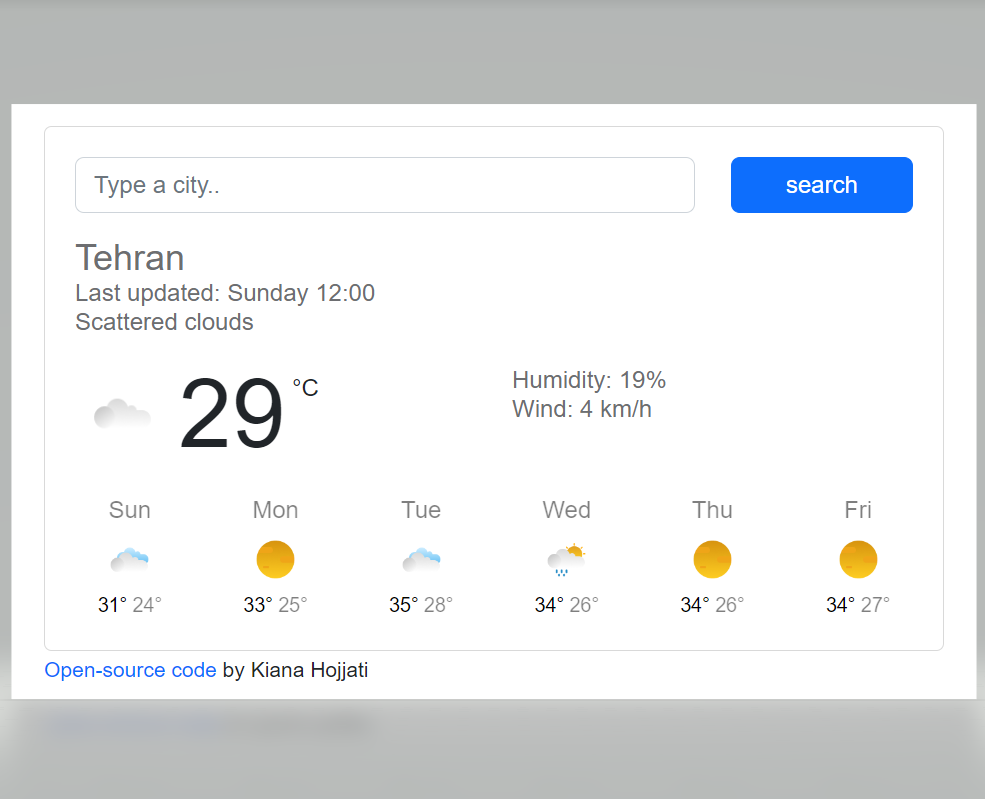 Type a city..
search
Tehran
Last updated: Sunday 12:00
Scattered clouds
29 °C
Humidity: 19%
Wind: 4 km/h
Sun Mon Tue Wed Thu Fri
31° 24° 33° 25° 35° 28° 34° 26° 34° 26° 34° 27°
Open-source code by Kiana Hojjati